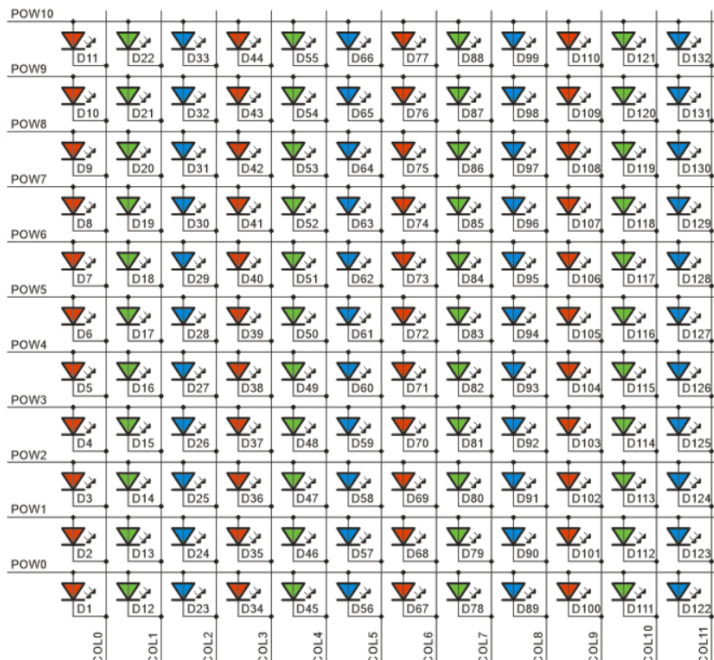 POW10
D11 D22 D33 D44 D55 D66 D77 D88 D99 D110 D121 D132
POW9
D10 D21 D32 D43 D54 D65 D76 D87 D98 D109 D120 D131
POW8
D9 D20 D31 D42 D53 D64 D75 D86 D97 D108 D119 D130
POW7
D8 D19 D30 D41 D52 D63 D74 D85 D96 D107 D118 D129
POW6
D7 D18 D29 D40 D51 D62 D73 D84 D95 D106 D117 D128
POW5
D6 D17 D28 D39 D50 D61 D72 D83 D94 D105 D116 D127
POW4
D5 D16 D27 D38 D49 D60 D71 D82 D93 D104 D115 D126
POW3
D4 D15 D26 D37 D48 D59 D70 D81 D92 D103 D114 D125
POW2
D3 D14 D25 D36 D47 D58 D69 D80 D91 D102 D113 D124
POW1
D2 D13 D24 D35 D46 D57 D68 D79 D90 D101 D112 D123
POW0
D1 D12 D23 D34 D45 D56 D67 D78 D89 D100 D111 D122
COL0 COL1 COL2 COL3 COL4 COL5 COL6 COL7 COL8 COL9 COL10 COL11